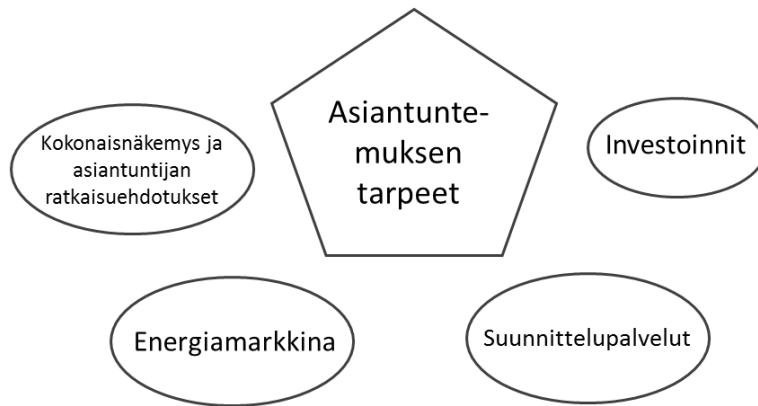 Asiantunte-
muksen
tarpeet
Kokonaisnäkemys ja
asiantuntijan
ratkaisuehdotukset
Investoinnit
Energiamarkkina
Suunnittelupalvelut